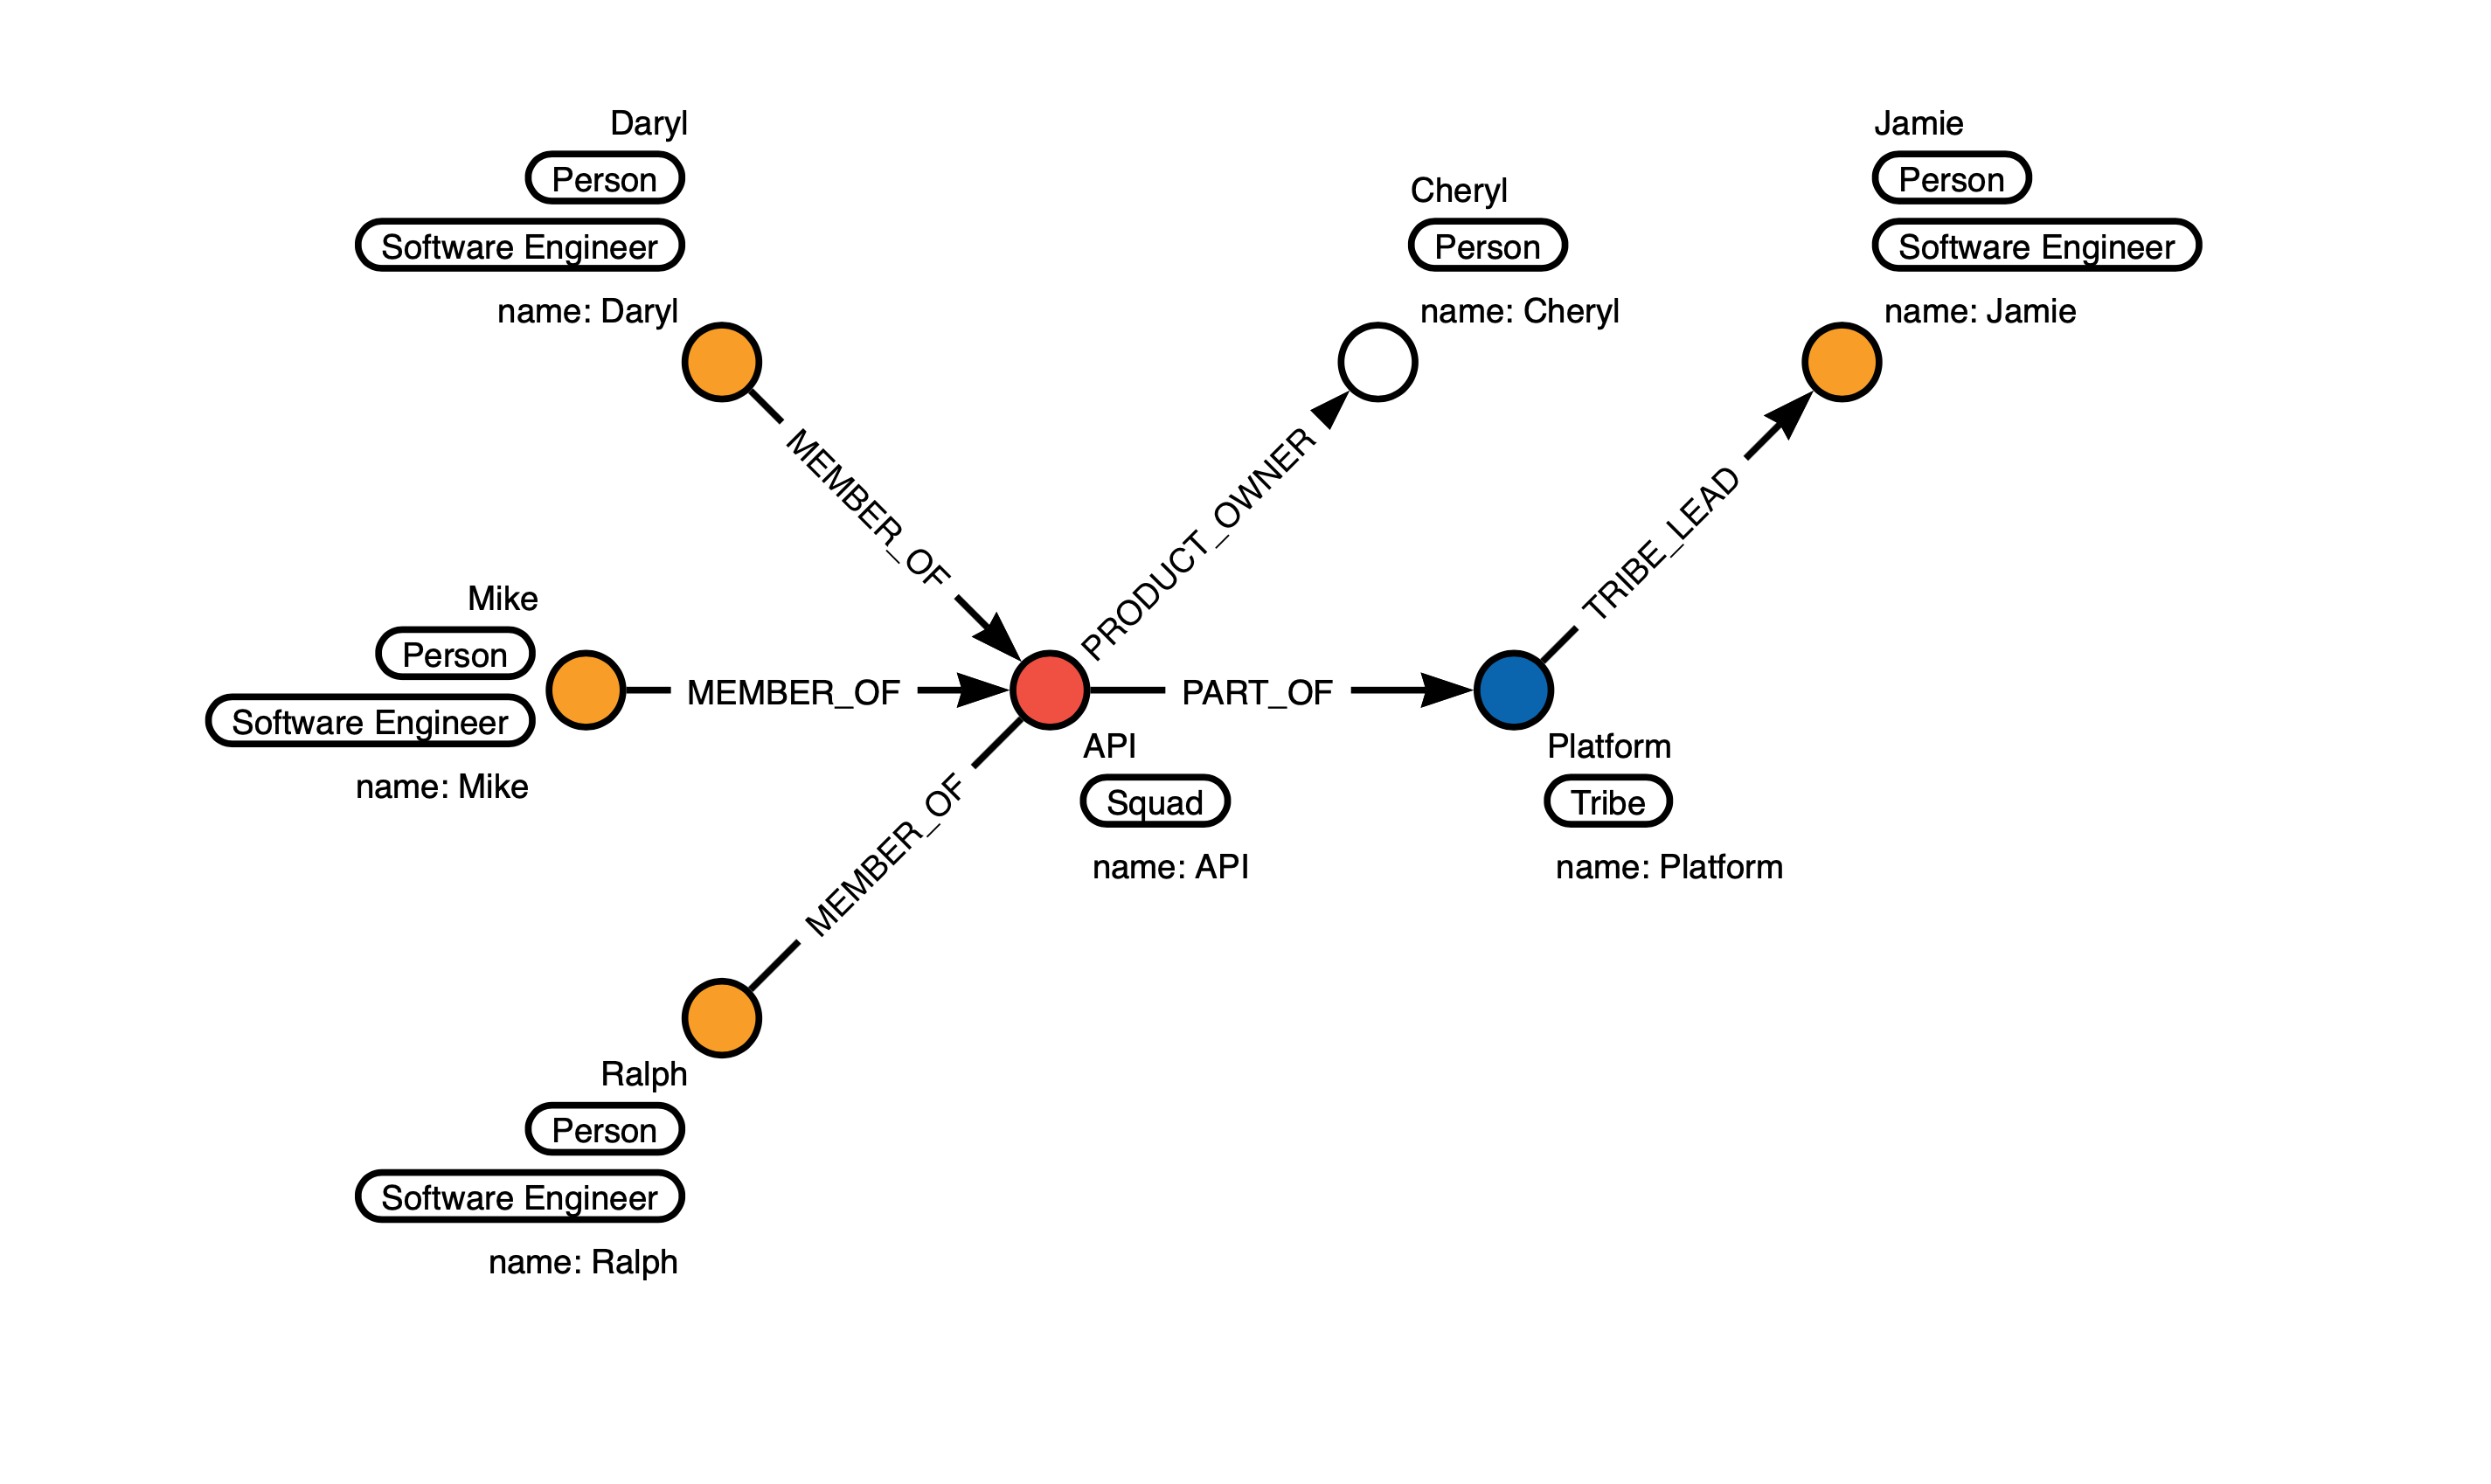 Daryl
Person
Software Engineer
name: Daryl
Cheryl
Person
name: Cheryl
Jamie
Person
Software Engineer
name: Jamie
MEMBER_OF
PRODUCT_OWNER
TRIBE_LEAD
Mike
Person
Software Engineer
name: Mike
MEMBER_OF
PART_OF
API
Squad
name: API
Platform
Tribe
name: Platform
MEMBER_OF
Ralph
Person
Software Engineer
name: Ralph